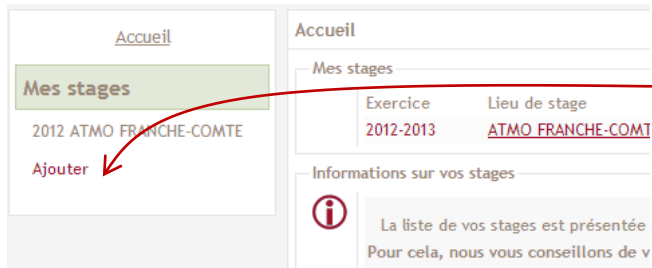 Accueil
Mes stages
2012 ATMO FRANCHE-COMTE
Ajouter
Accueil
Mes stages
Exercice Lieu de stage
2012-2013 ATMO FRANCHE-COMT
Informations sur vos stages
La liste de vos stages est présentée
Pour cela, nous vous conseillons de v